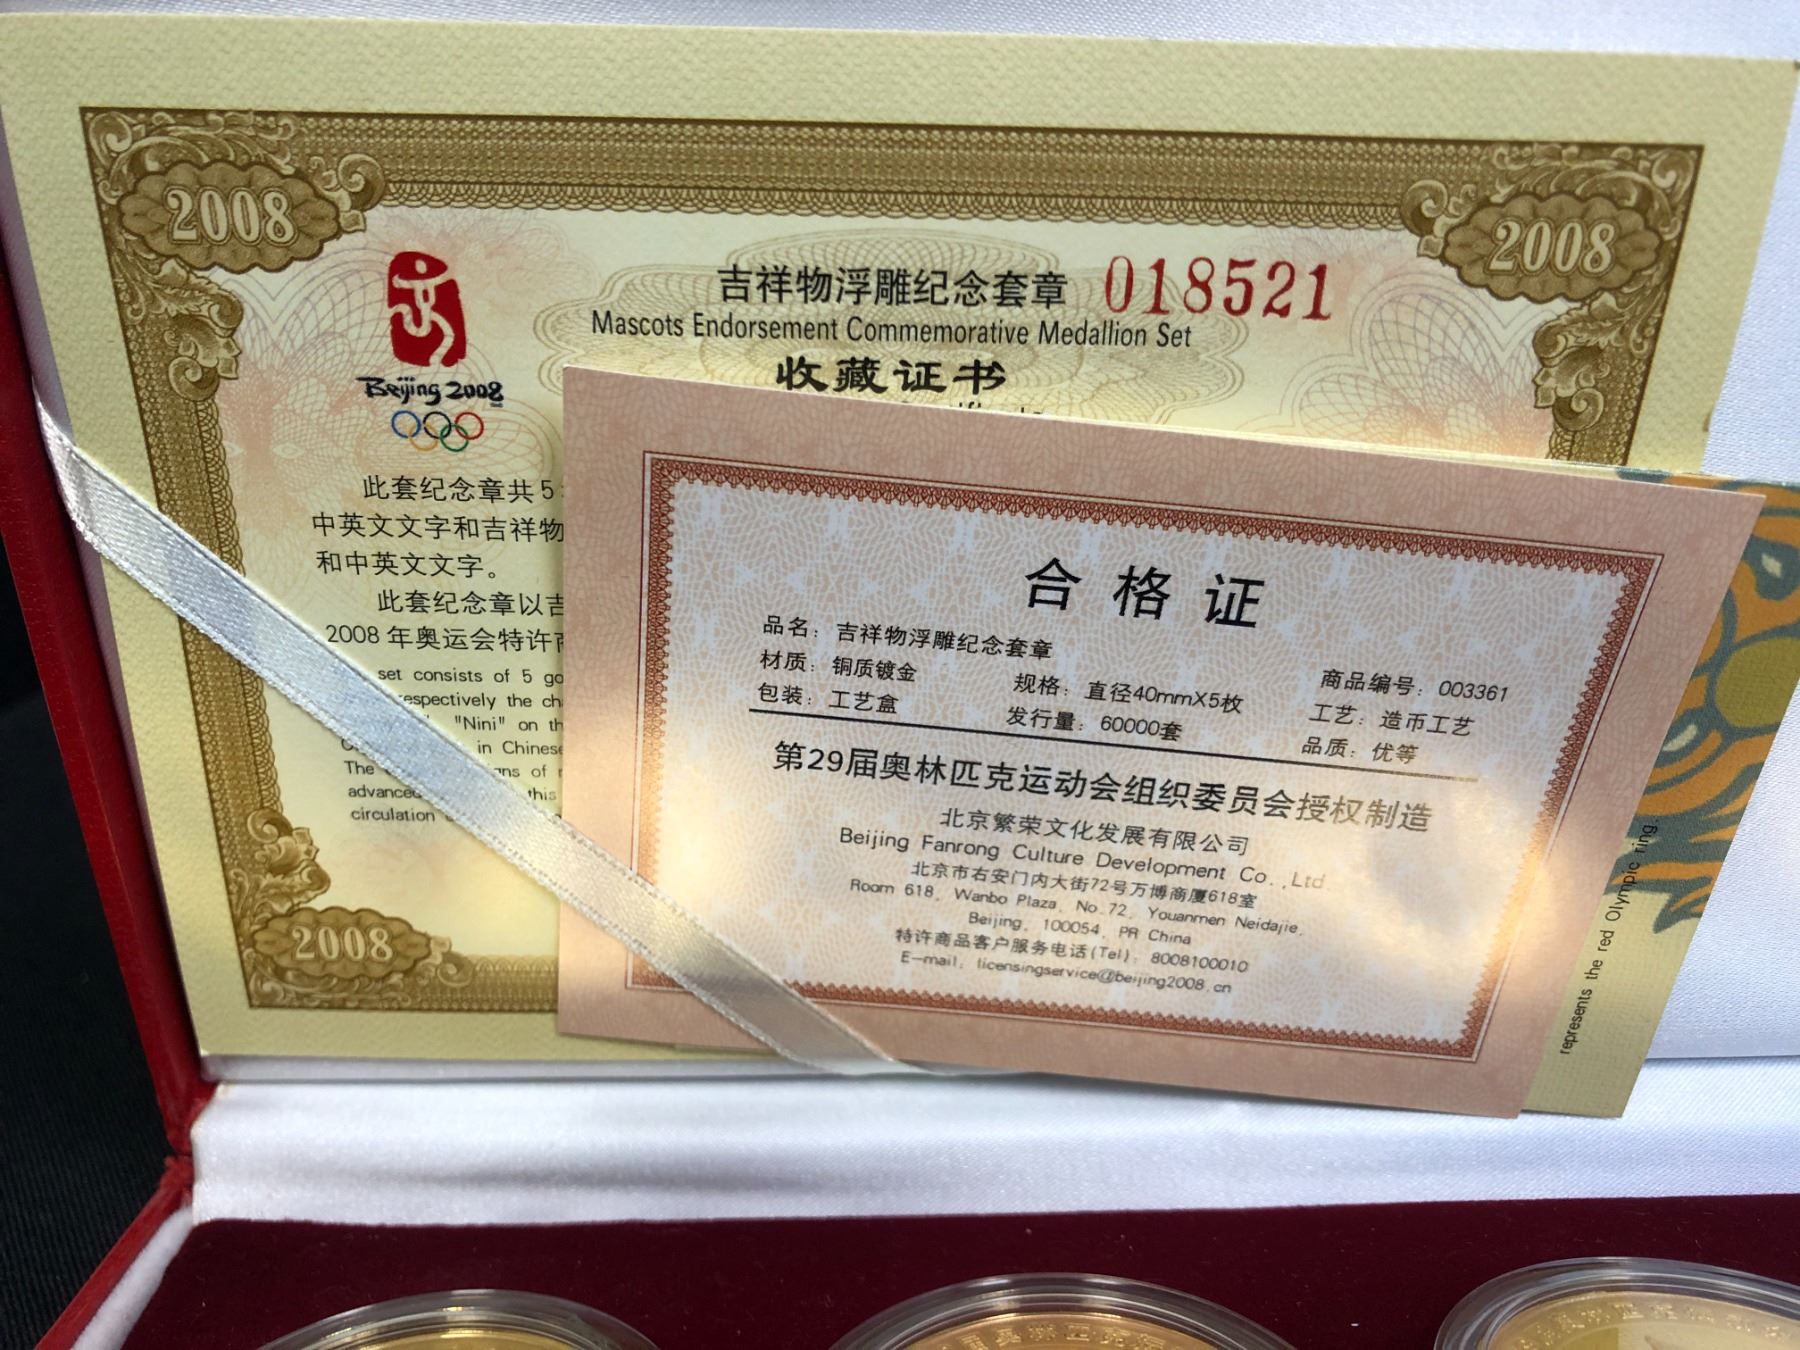 2008
2008
吉祥物浮雕纪念套章 018521
Mascots Endorsement Commemorative Medallion Set
收藏证书
Beijing 2008
此套纪念章共5
中英文文字和吉祥物
和中英文文字。
此套纪念章以吉
2008年奥运会特许
set consists of 5
respectively the
"Nini" on
in Chinese
The
of
this
circulation
2008
合格证
品名：吉祥物浮雕纪念套章
材质：铜质镀金 规格：直径40mmX5枚 商品编号：003361
包装：工艺盒 发行量：60000套 工艺：造币工艺
品质：优等
第29届奥林匹克运动会组织委员会授权制造
北京繁荣文化发展有限公司
Beijing Fanrong Culture Development Co.,Ltd.
北京市右安门内大街72号万博商厦618室
Room 618, Wanbo Plaza, No.72, Youanmen Neidajie,
Beijing, 100054, PR China
特许商品客户服务电话(Tel)：8008100010
E-mail：licensingservice@beijing2008.cn
represents the red Olympic ring.